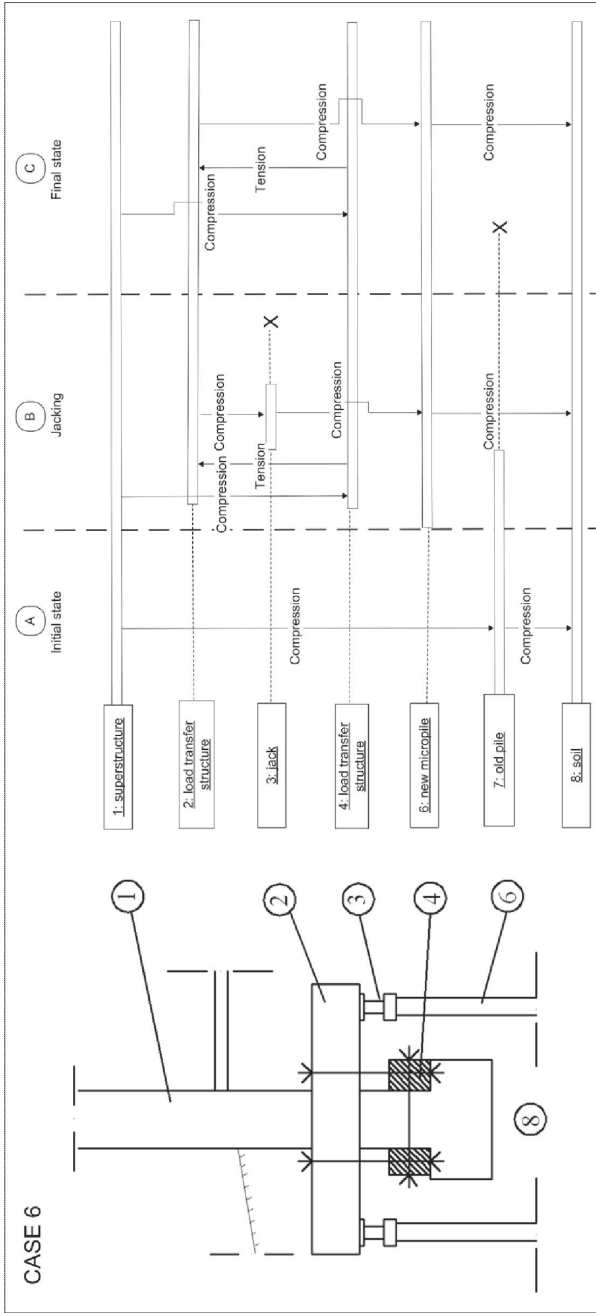 CASE 6
1
2
3
4
6
8
A
Initial state
B
Jacking
C
Final state
1: superstructure
2: load transfer
structure
3: jack
4: load transfer
structure
6: new micropile
7: old pile
8: soil
Compression
Compression
Compression
Tension
Compression
Compression
Compression
X
Compression
Tension
Compression
Compression
X